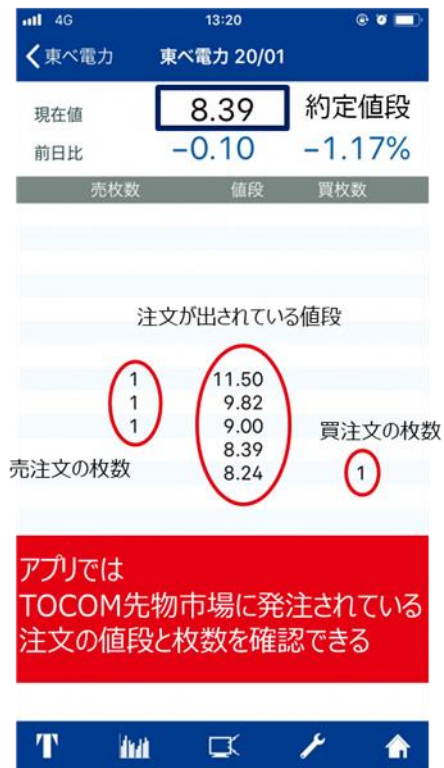 4G 13:20
東べ電力 東べ電力 20/01
現在値 8.39 約定値段
前日比 -0.10 -1.17%
売枚数 値段 買枚数
注文が出されている値段
1 11.50
1 9.82
1 9.00
買注文の枚数
8.39
売注文の枚数
8.24 1
アプリでは
TOCOM先物市場に発注されている
注文の値段と枚数を確認できる
T